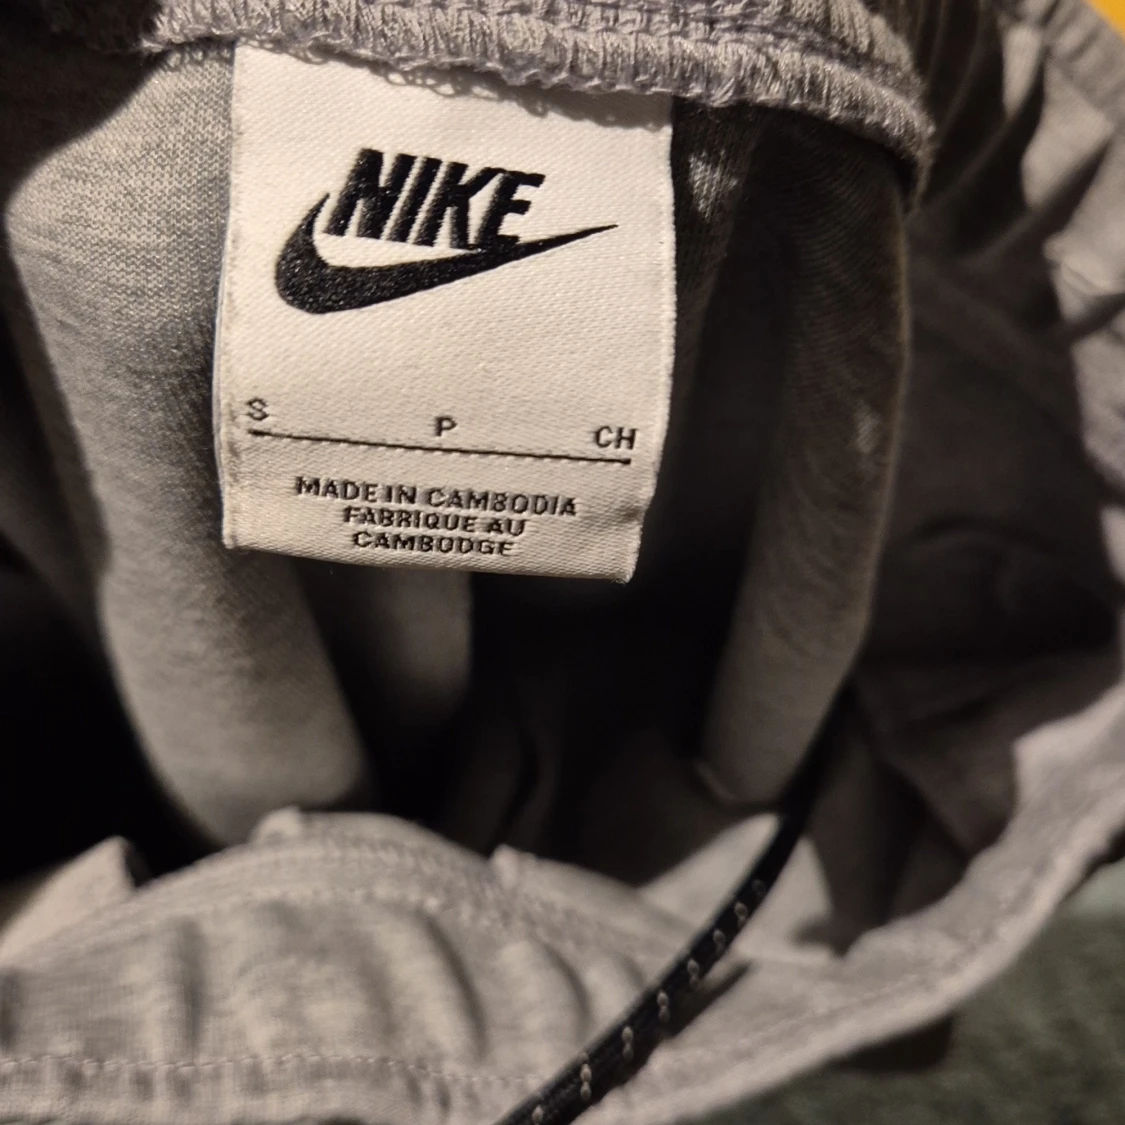 NIKE
S P CH
MADE IN CAMBODIA
FABRIQUE AU
CAMBODGE